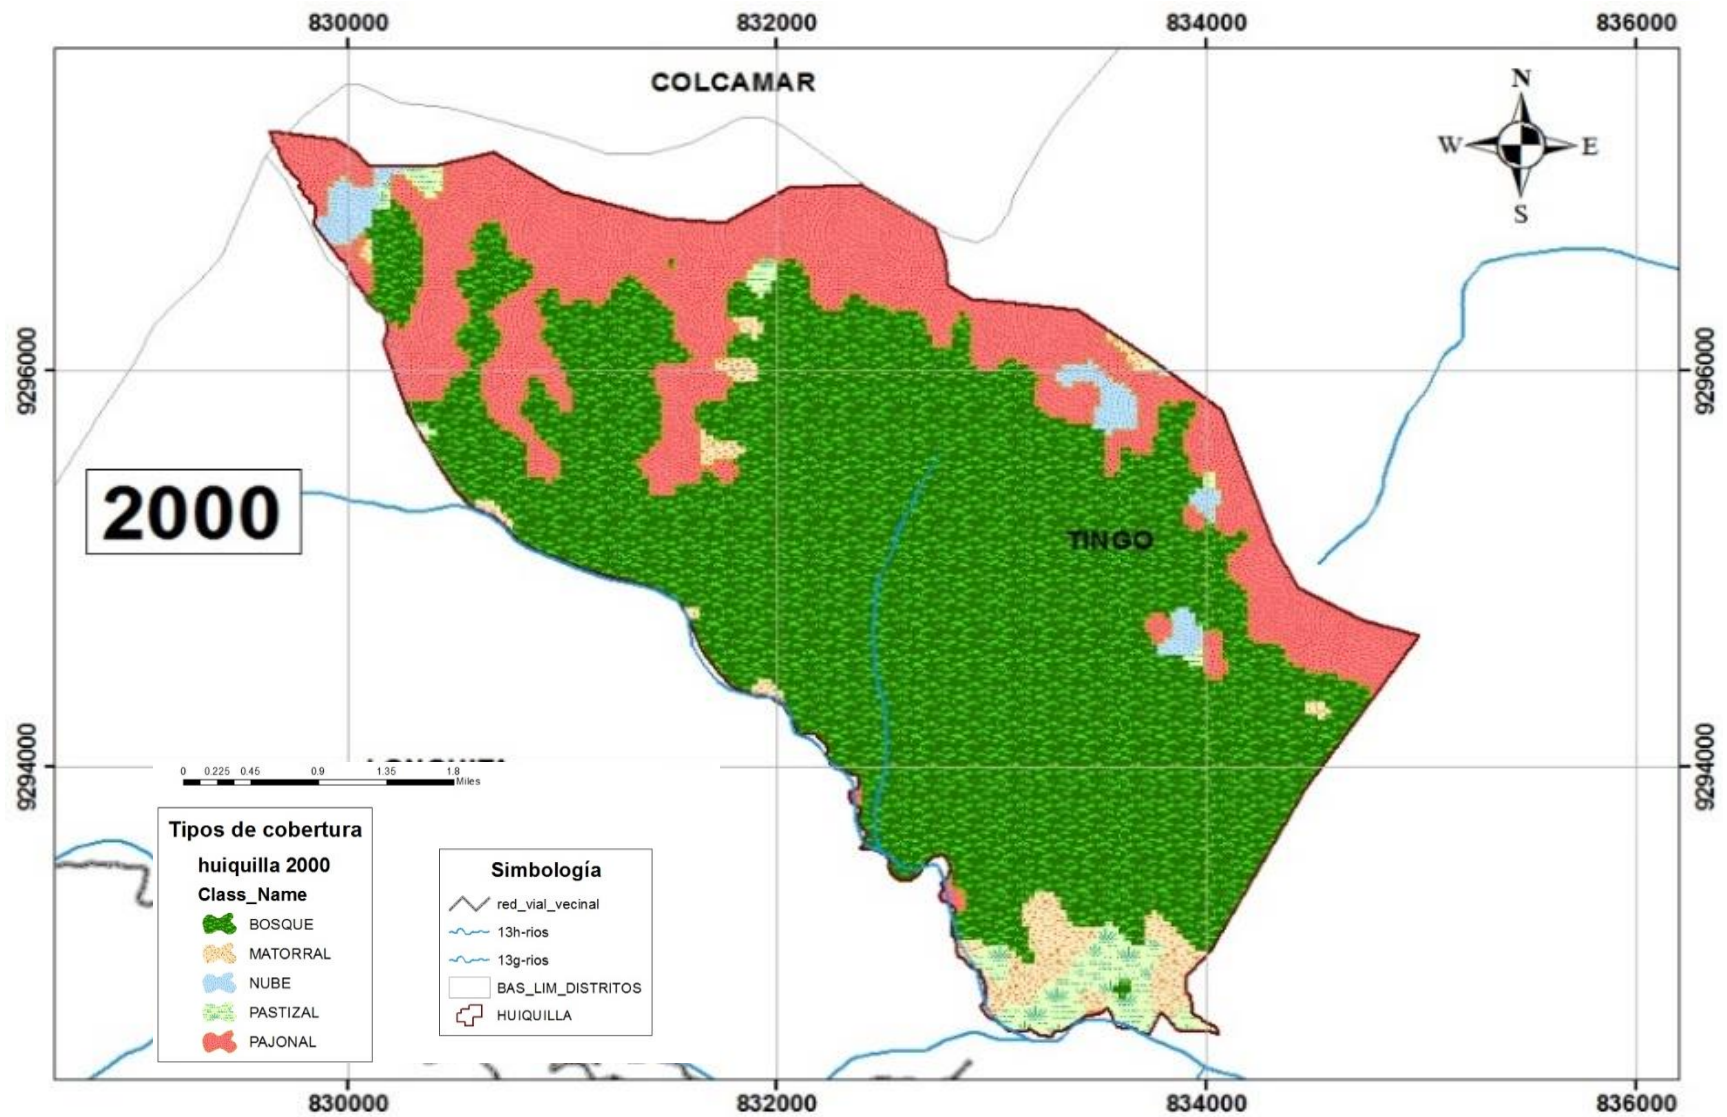 830000
832000
834000
836000
COLCAMAR
N
W
E
S
9296000
9296000
2000
TINGO
9294000
9294000
0
0.225
0.45
0.9
1.35
1.8
Miles
Tipos de cobertura
huiquilla 2000
Class_Name
BOSQUE
MATORRAL
NUBE
PASTIZAL
PAJONAL
Simbología
red_vial_vecinal
13h-rios
13g-rios
BAS_LIM_DISTRITOS
HUIQUILLA
830000
832000
834000
836000